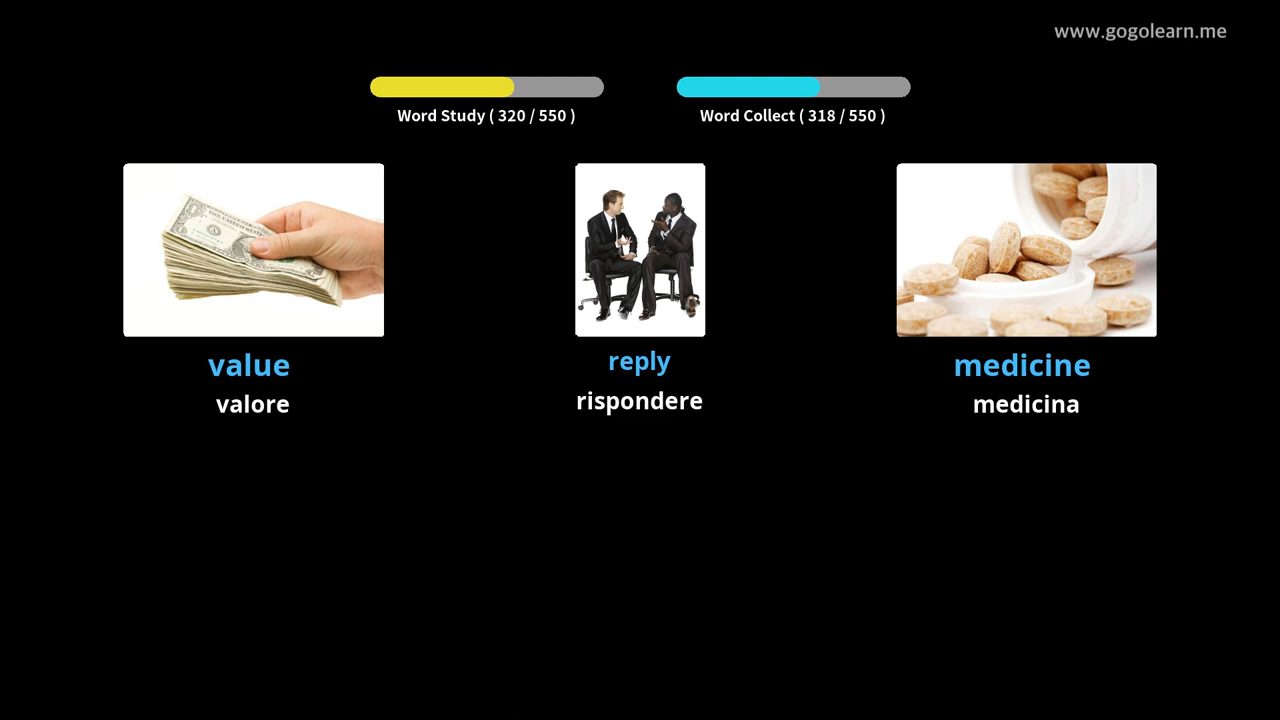 www.gogolearn.me
Word Study ( 320 / 550 )
Word Collect ( 318 / 550 )
value
valore
reply
rispondere
medicine
medicina